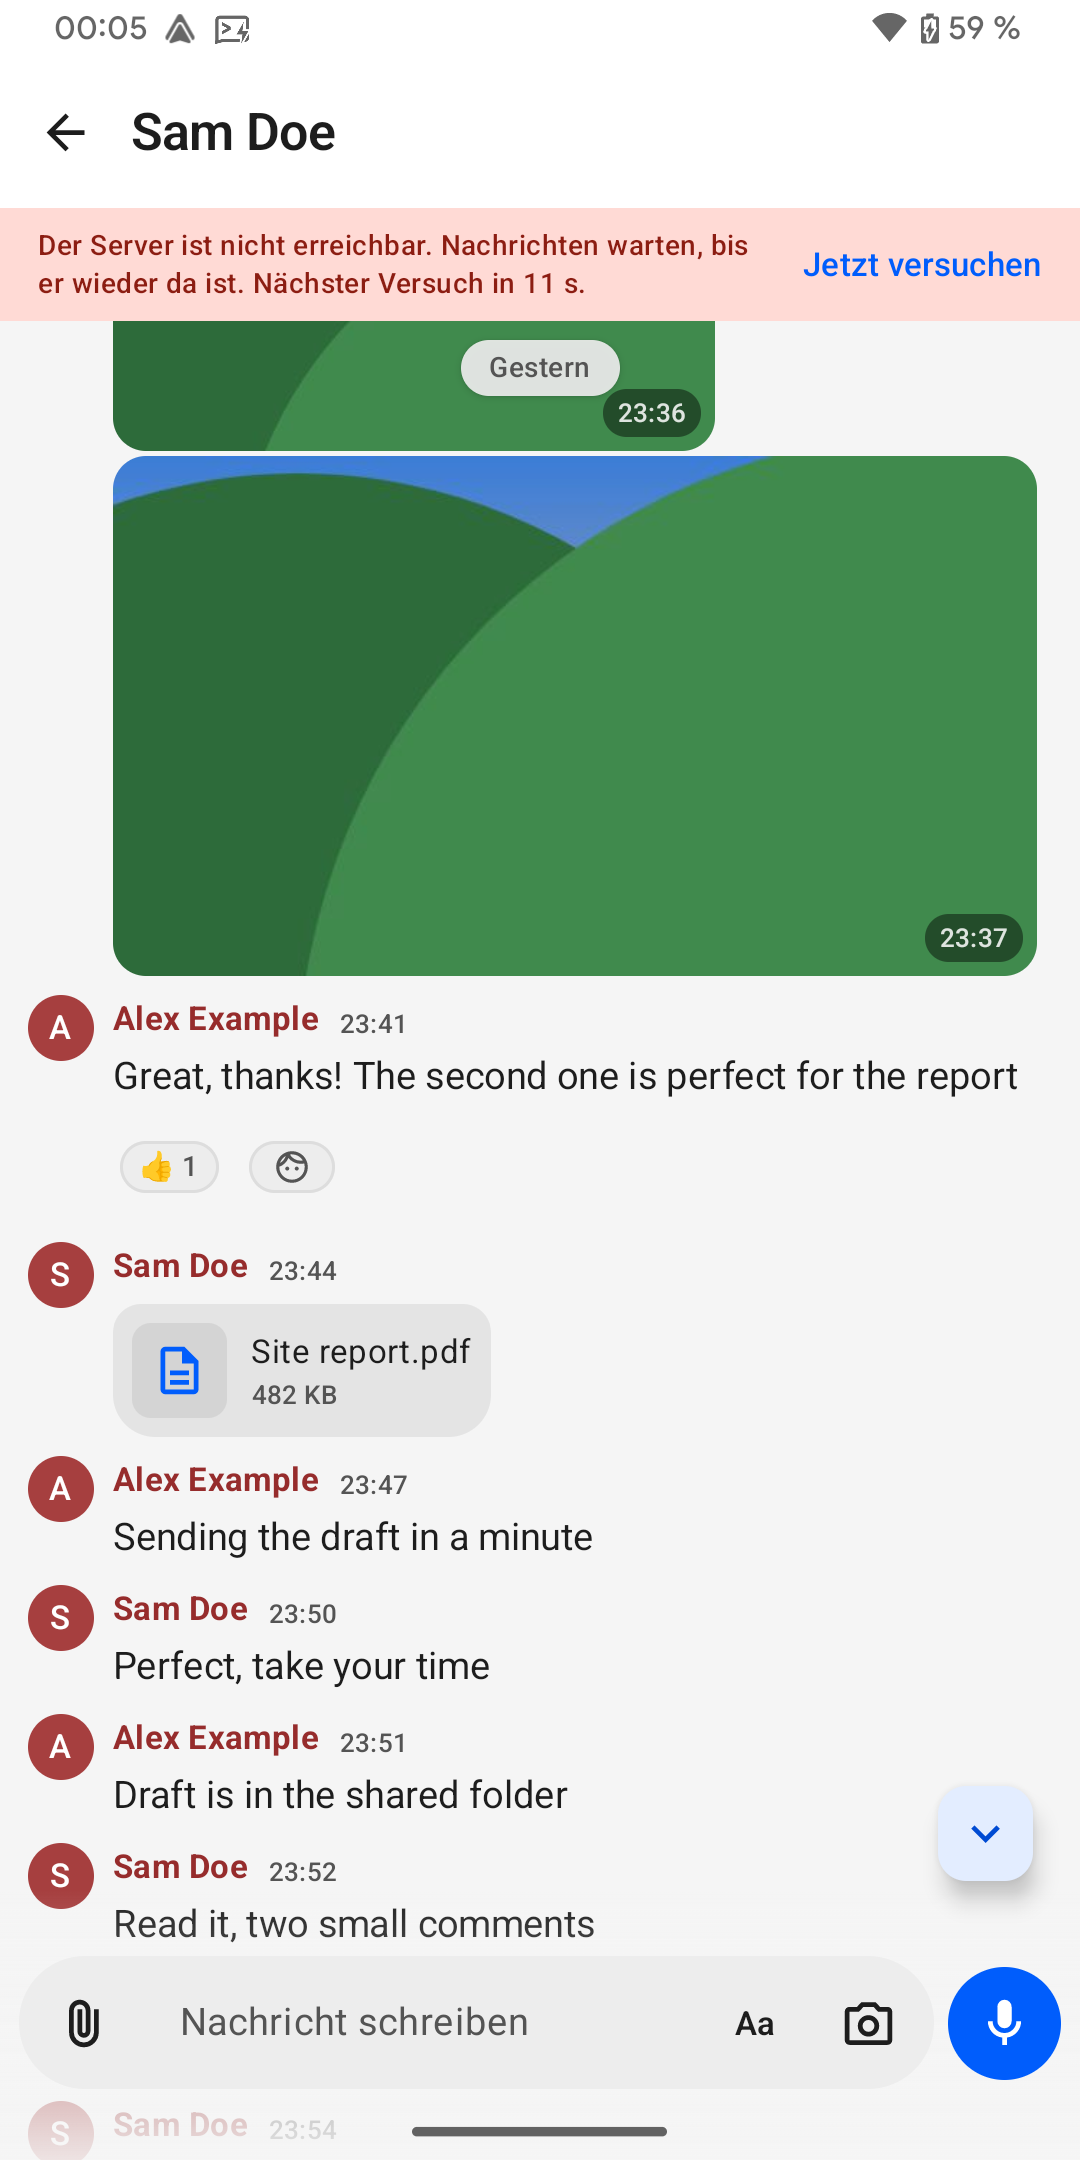 00:05
59 %
Sam Doe
Der Server ist nicht erreichbar. Nachrichten warten, bis
er wieder da ist. Nächster Versuch in 11 s.
Jetzt versuchen
Gestern
23:36
23:37
A
Alex Example 23:41
Great, thanks! The second one is perfect for the report
👍 1
S
Sam Doe 23:44
Site report.pdf
482 KB
A
Alex Example 23:47
Sending the draft in a minute
S
Sam Doe 23:50
Perfect, take your time
A
Alex Example 23:51
Draft is in the shared folder
S
Sam Doe 23:52
Read it, two small comments
Nachricht schreiben
Aa
S
Sam Doe 23:54